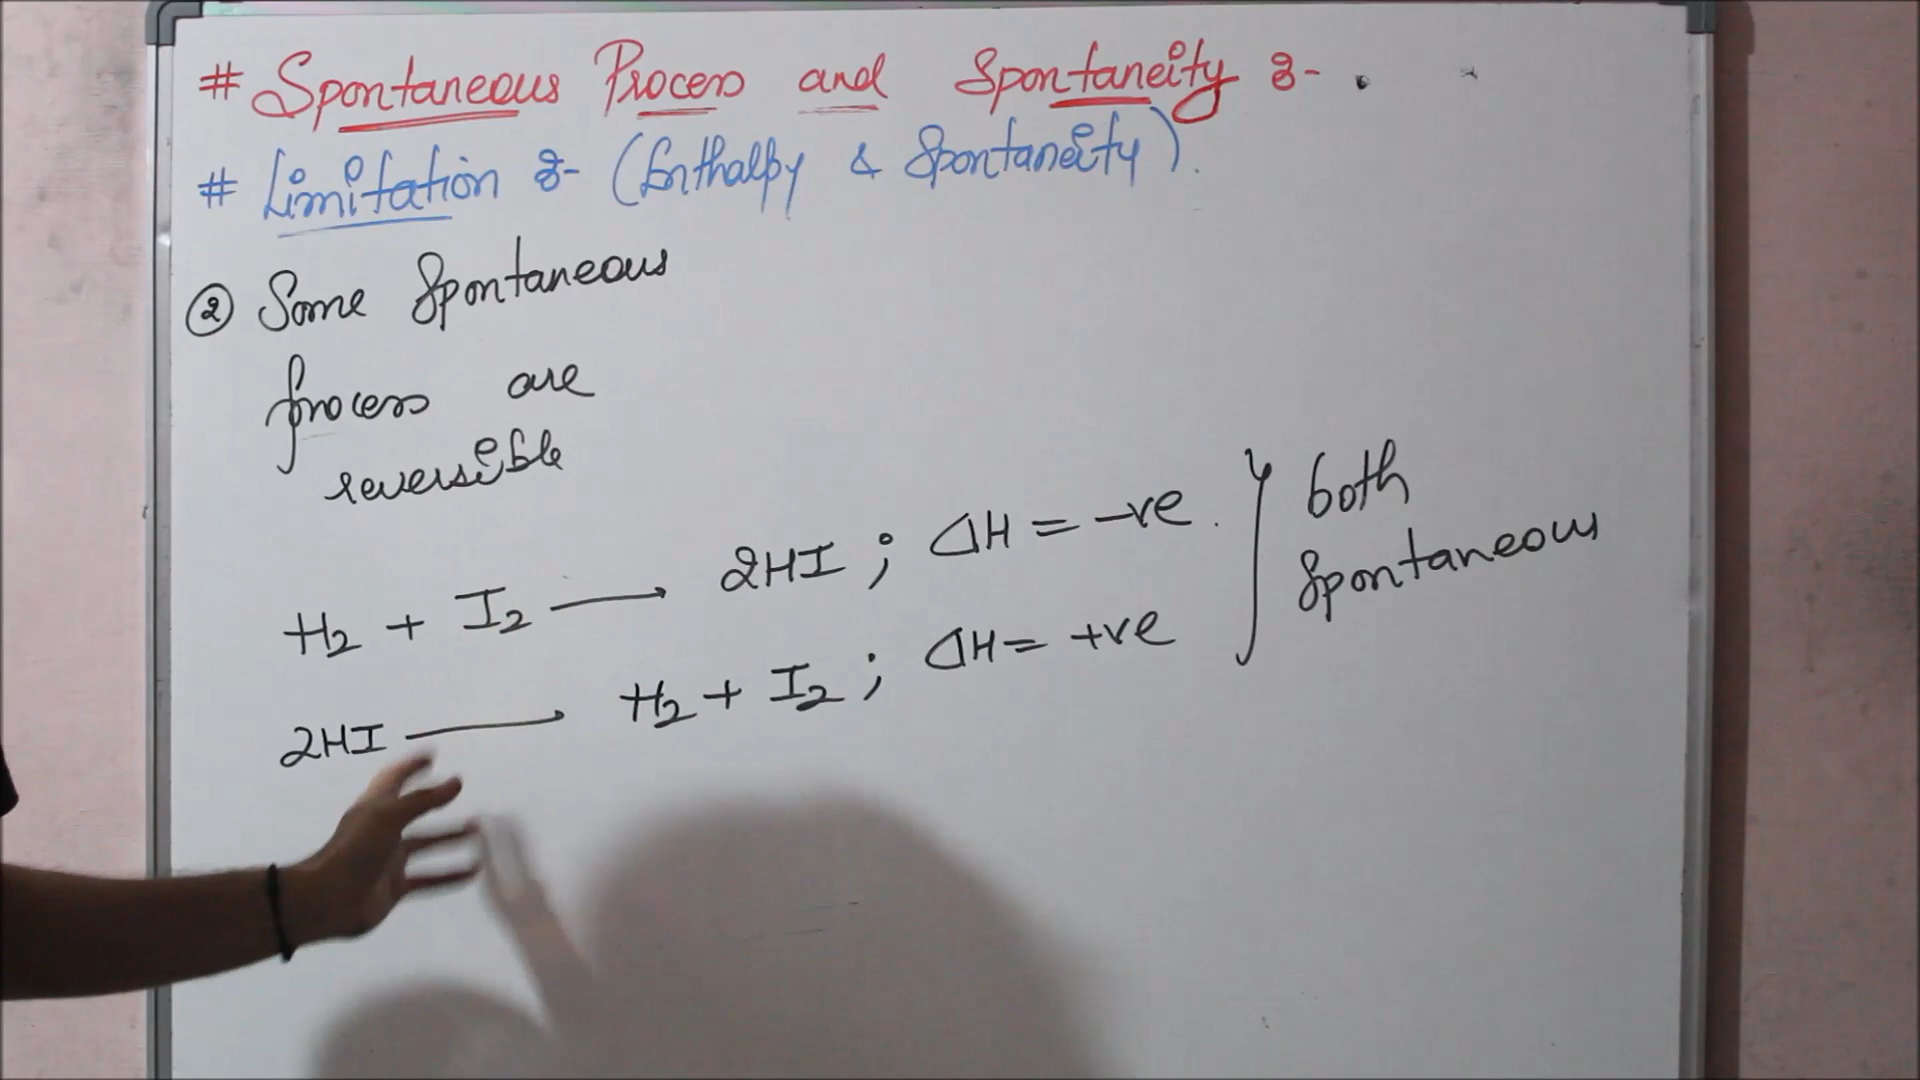 # Spontaneous Process and Spontaneity :-
# Limitation :- (Enthalpy & Spontaneity).
② Some Spontaneous
process are
reversible
H₂ + I₂ ⟶ 2HI ; ΔH = -ve
2HI ⟶ H₂ + I₂ ; ΔH = +ve
} both
Spontaneous